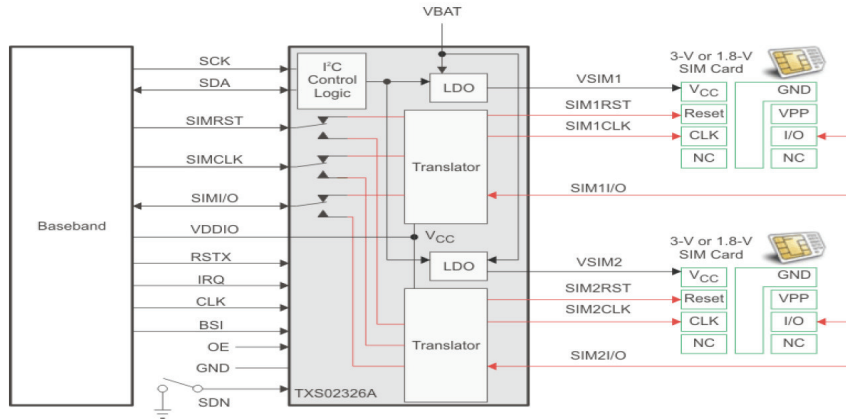 VBAT
SCK
SDA
SIMRST
SIMCLK
SIMI/O
VDDIO
RSTX
IRQ
CLK
BSI
OE
GND
SDN
Baseband
I²C
Control
Logic
LDO
Translator
VCC
LDO
Translator
TXS02326A
VSIM1
SIM1RST
SIM1CLK
SIM1I/O
VSIM2
SIM2RST
SIM2CLK
SIM2I/O
3-V or 1.8-V
SIM Card
VCC
GND
Reset
VPP
CLK
I/O
NC
NC
3-V or 1.8-V
SIM Card
VCC
GND
Reset
VPP
CLK
I/O
NC
NC